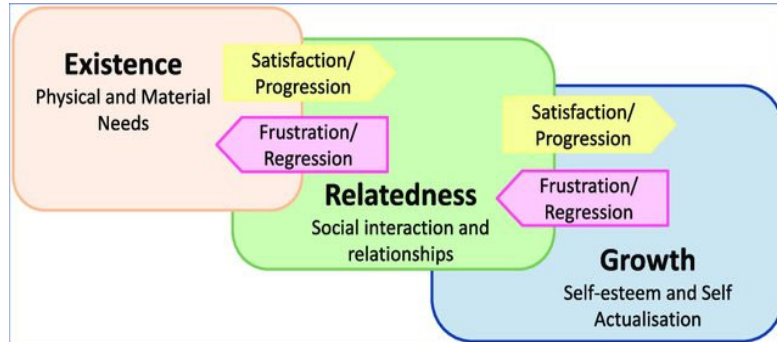 Existence
Physical and Material
Needs
Satisfaction/
Progression
Frustration/
Regression
Relatedness
Social interaction and
relationships
Satisfaction/
Progression
Frustration/
Regression
Growth
Self-esteem and Self
Actualisation